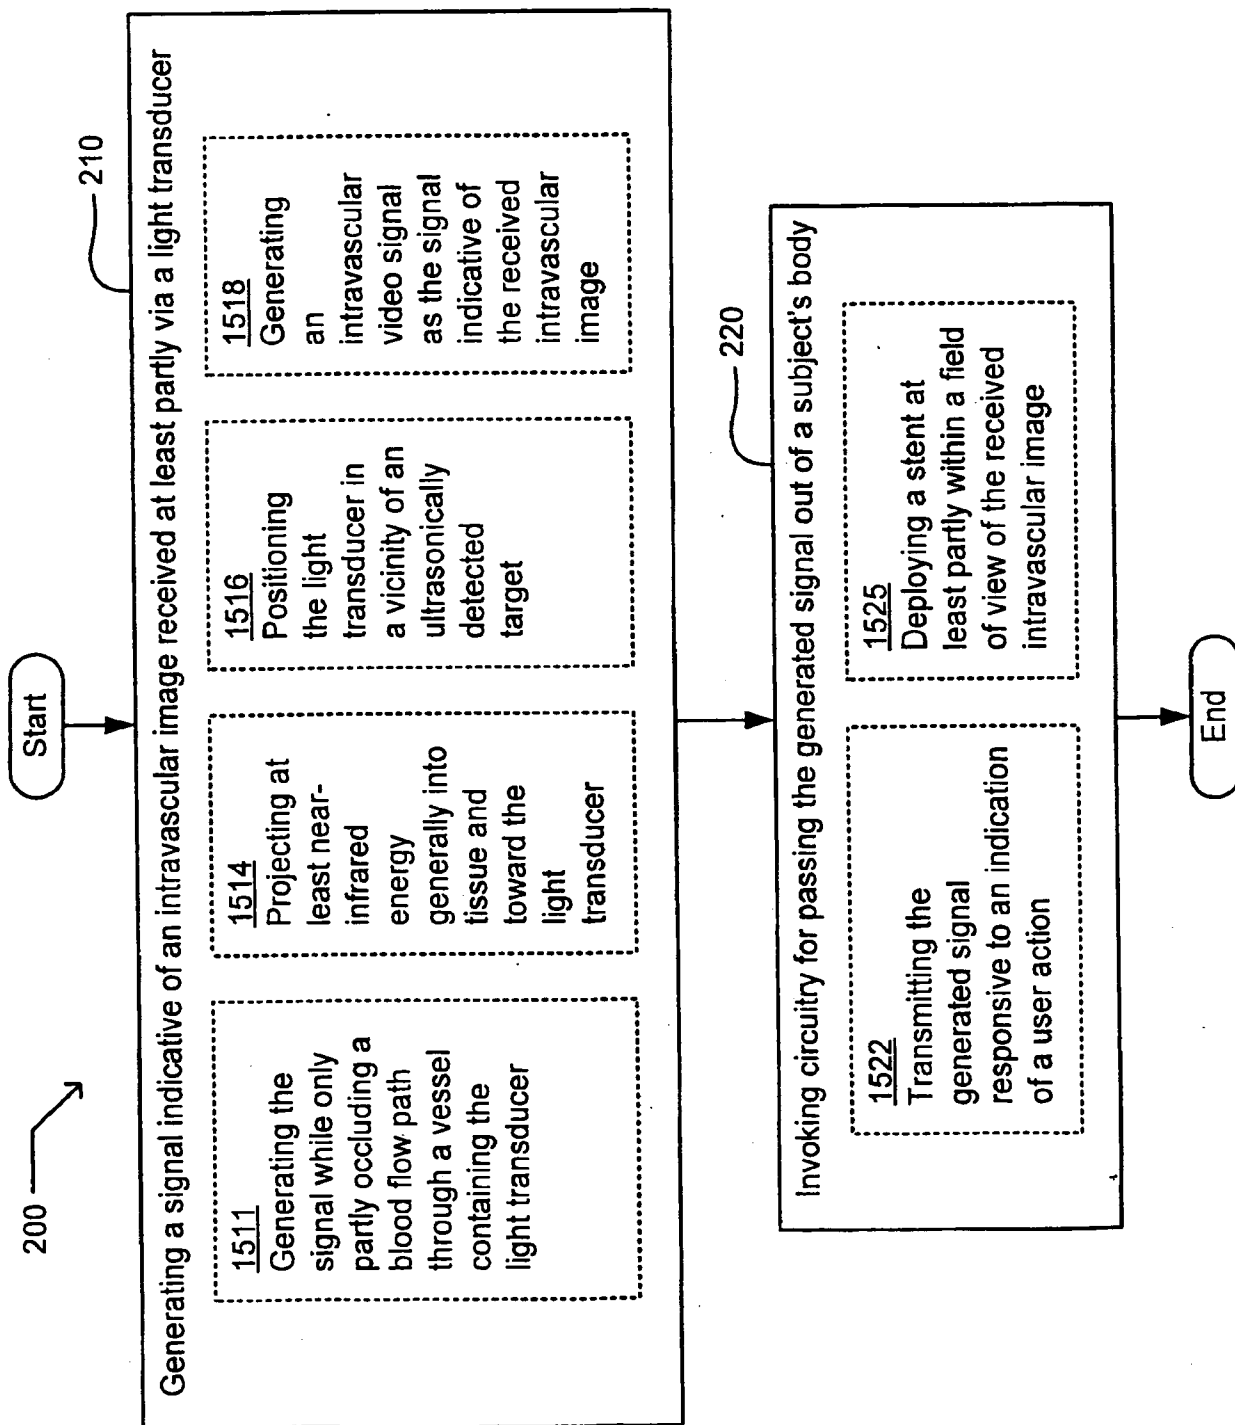 200
Start
210
Generating a signal indicative of an intravascular image received at least partly via a light transducer
1511
Generating the
signal while only
partly occluding a
blood flow path
through a vessel
containing the
light transducer
1514
Projecting at
least near-
infrared
energy
generally into
tissue and
toward the
light
transducer
1516
Positioning
the light
transducer in
a vicinity of an
ultrasonically
detected
target
1518
Generating
an
intravascular
video signal
as the signal
indicative of
the received
intravascular
image
220
Invoking circuitry for passing the generated signal out of a subject's body
1522
Transmitting the
generated signal
responsive to an indication
of a user action
1525
Deploying a stent at
least partly within a field
of view of the received
intravascular image
End